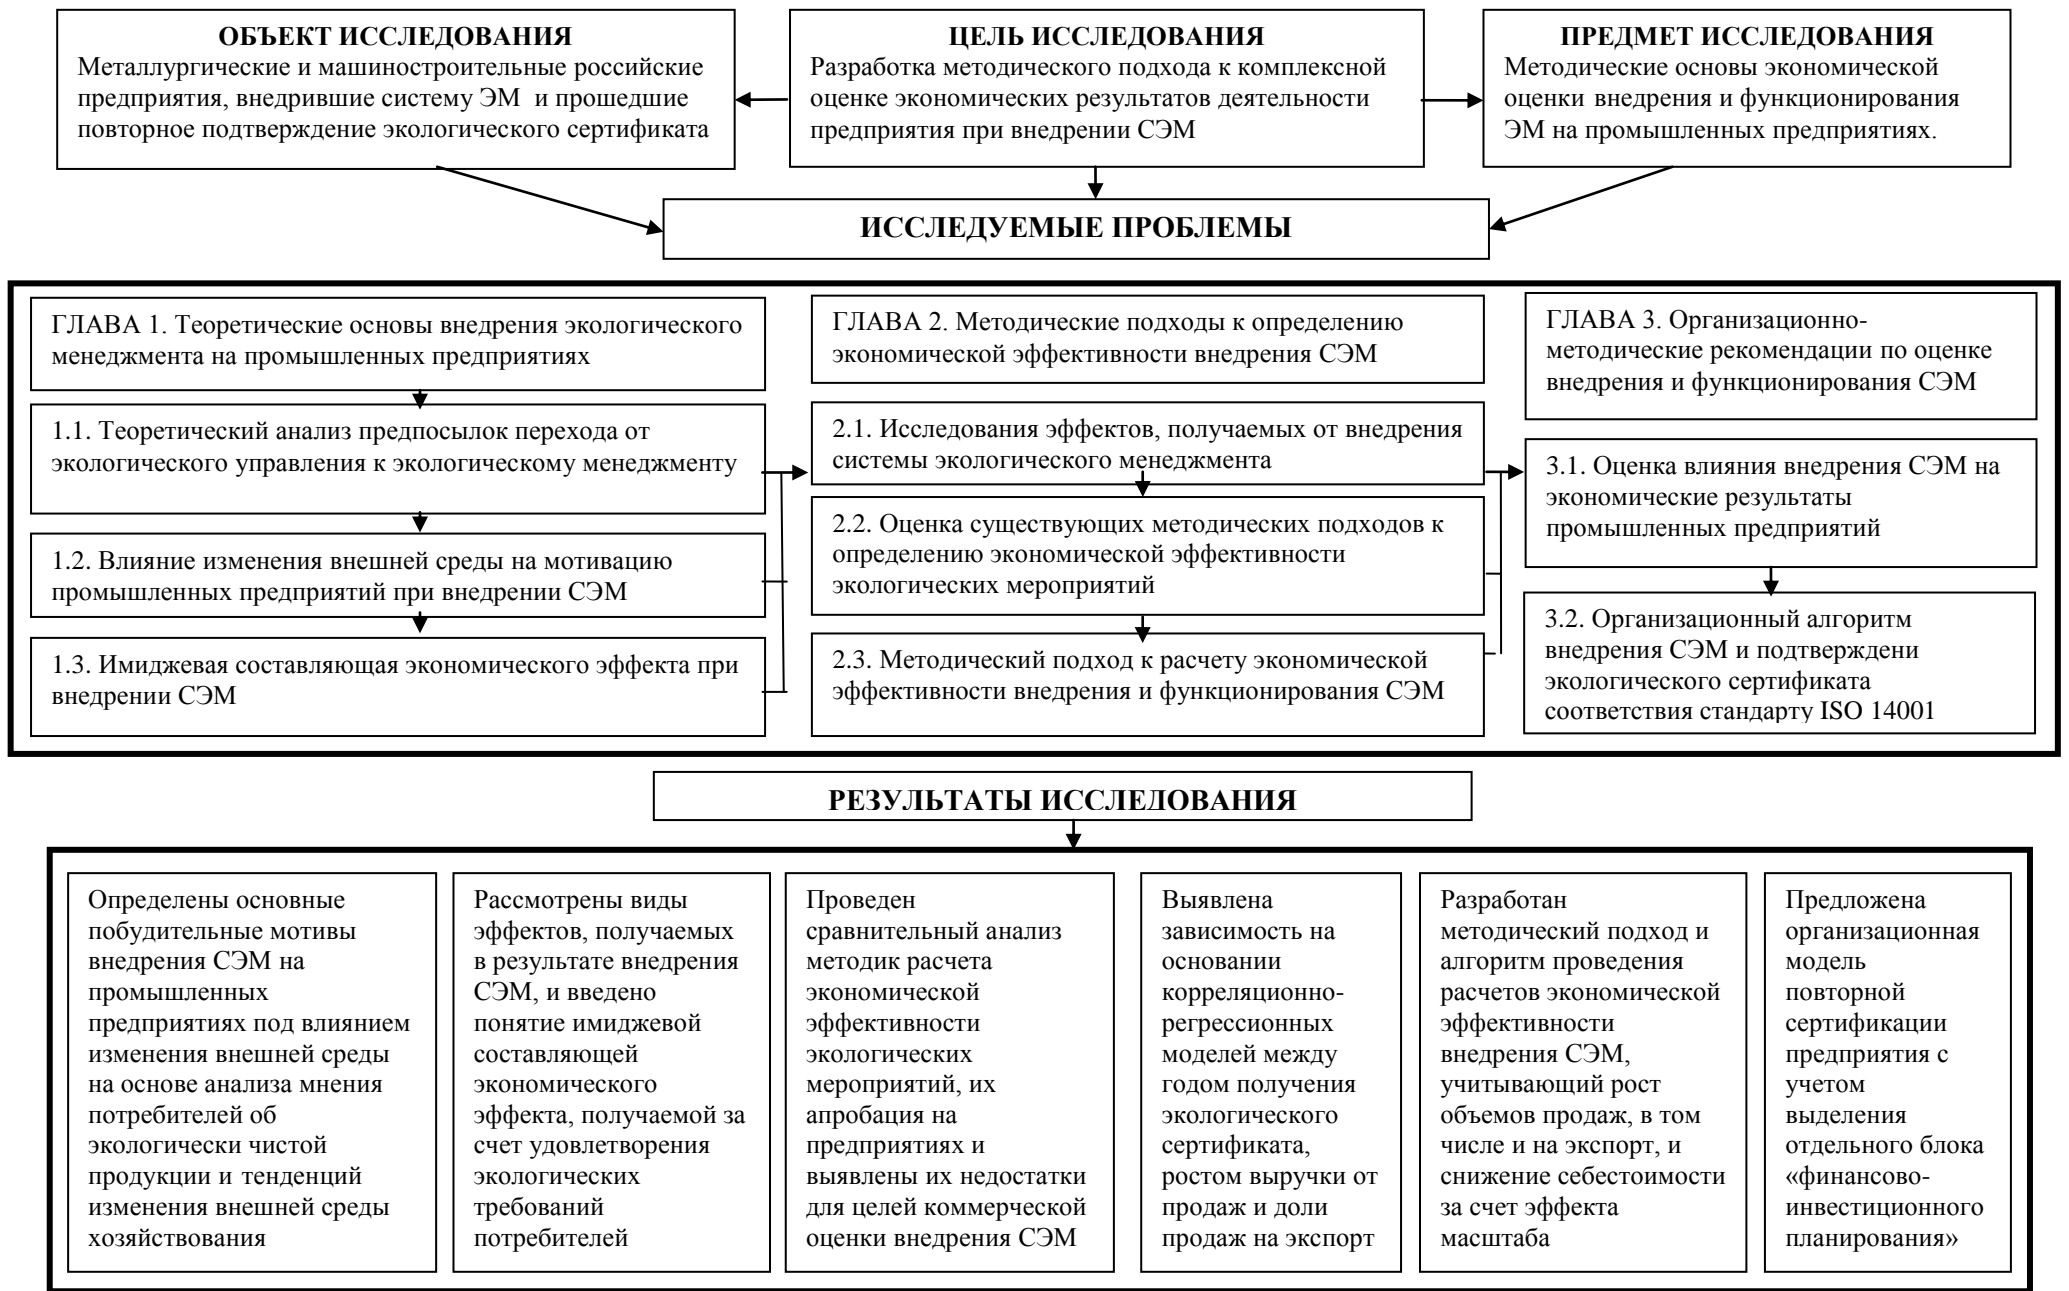 ОБЪЕКТ ИССЛЕДОВАНИЯ
Металлургические и машиностроительные российские
предприятия, внедрившие систему ЭМ и прошедшие
повторное подтверждение экологического сертификата
ЦЕЛЬ ИССЛЕДОВАНИЯ
Разработка методического подхода к комплексной
оценке экономических результатов деятельности
предприятия при внедрении СЭМ
ПРЕДМЕТ ИССЛЕДОВАНИЯ
Методические основы экономической
оценки внедрения и функционирования
ЭМ на промышленных предприятиях.
ИССЛЕДУЕМЫЕ ПРОБЛЕМЫ
ГЛАВА 1. Теоретические основы внедрения экологического
менеджмента на промышленных предприятиях
1.1. Теоретический анализ предпосылок перехода от
экологического управления к экологическому менеджменту
1.2. Влияние изменения внешней среды на мотивацию
промышленных предприятий при внедрении СЭМ
1.3. Имиджевая составляющая экономического эффекта при
внедрении СЭМ
ГЛАВА 2. Методические подходы к определению
экономической эффективности внедрения СЭМ
2.1. Исследования эффектов, получаемых от внедрения
системы экологического менеджмента
2.2. Оценка существующих методических подходов к
определению экономической эффективности
экологических мероприятий
2.3. Методический подход к расчету экономической
эффективности внедрения и функционирования СЭМ
ГЛАВА 3. Организационно-
методические рекомендации по оценке
внедрения и функционирования СЭМ
3.1. Оценка влияния внедрения СЭМ на
экономические результаты
промышленных предприятий
3.2. Организационный алгоритм
внедрения СЭМ и подтверждени
экологического сертификата
соответствия стандарту ISO 14001
РЕЗУЛЬТАТЫ ИССЛЕДОВАНИЯ
Определены основные
побудительные мотивы
внедрения СЭМ на
промышленных
предприятиях под влиянием
изменения внешней среды
на основе анализа мнения
потребителей об
экологически чистой
продукции и тенденций
изменения внешней среды
хозяйствования
Рассмотрены виды
эффектов, получаемых
в результате внедрения
СЭМ, и введено
понятие имиджевой
составляющей
экономического
эффекта, получаемой за
счет удовлетворения
экологических
требований
потребителей
Проведен
сравнительный анализ
методик расчета
экономической
эффективности
экологических
мероприятий, их
апробация на
предприятиях и
выявлены их недостатки
для целей коммерческой
оценки внедрения СЭМ
Выявлена
зависимость на
основании
корреляционно-
регрессионных
моделей между
годом получения
экологического
сертификата,
ростом выручки от
продаж и доли
продаж на экспорт
Разработан
методический подход и
алгоритм проведения
расчетов экономической
эффективности
внедрения СЭМ,
учитывающий рост
объемов продаж, в том
числе и на экспорт, и
снижение себестоимости
за счет эффекта
масштаба
Предложена
организационная
модель
повторной
сертификации
предприятия с
учетом
выделения
отдельного блока
«финансово-
инвестиционного
планирования»